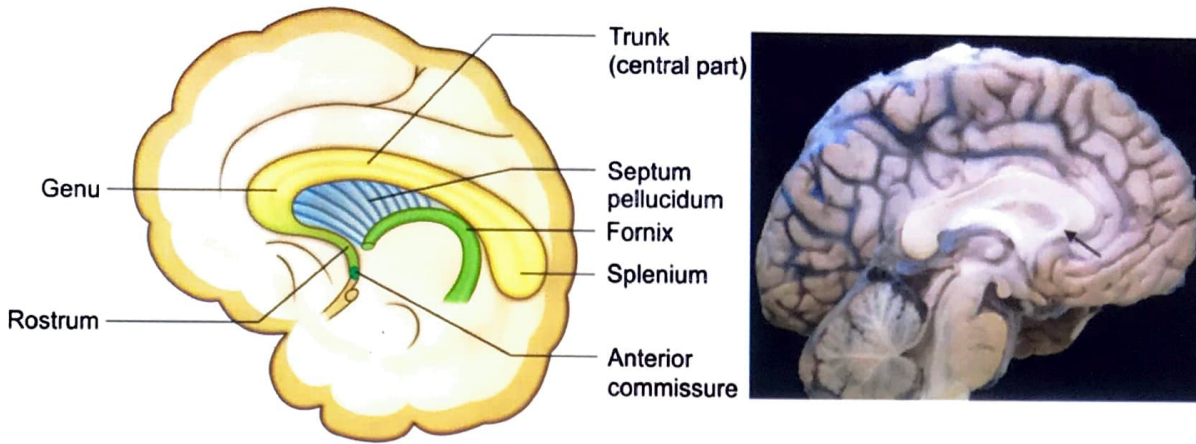 Trunk
(central part)
Septum
pellucidum
Genu
Fornix
Splenium
Rostrum
Anterior
commissure